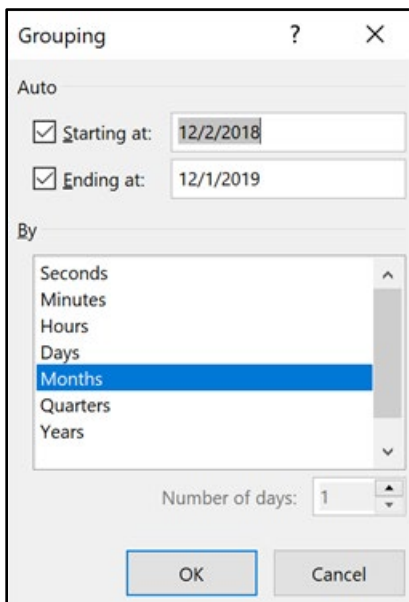 Grouping ?
Auto
Starting at: 12/2/2018
Ending at: 12/1/2019
By
Seconds
Minutes
Hours
Days
Months
Quarters
Years
Number of days: 1
OK Cancel